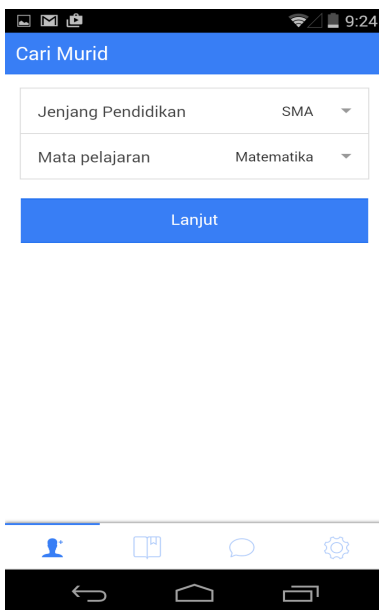 9:24
Cari Murid
Jenjang Pendidikan SMA
Mata pelajaran Matematika
Lanjut